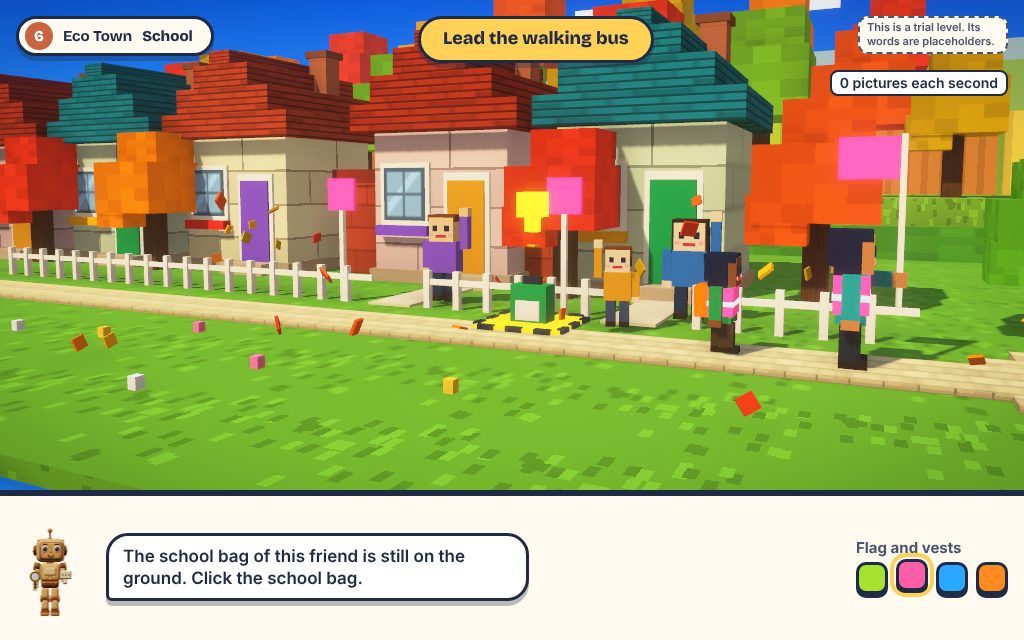 6 Eco Town School
Lead the walking bus
This is a trial level. Its
words are placeholders.
0 pictures each second
The school bag of this friend is still on the
ground. Click the school bag.
Flag and vests